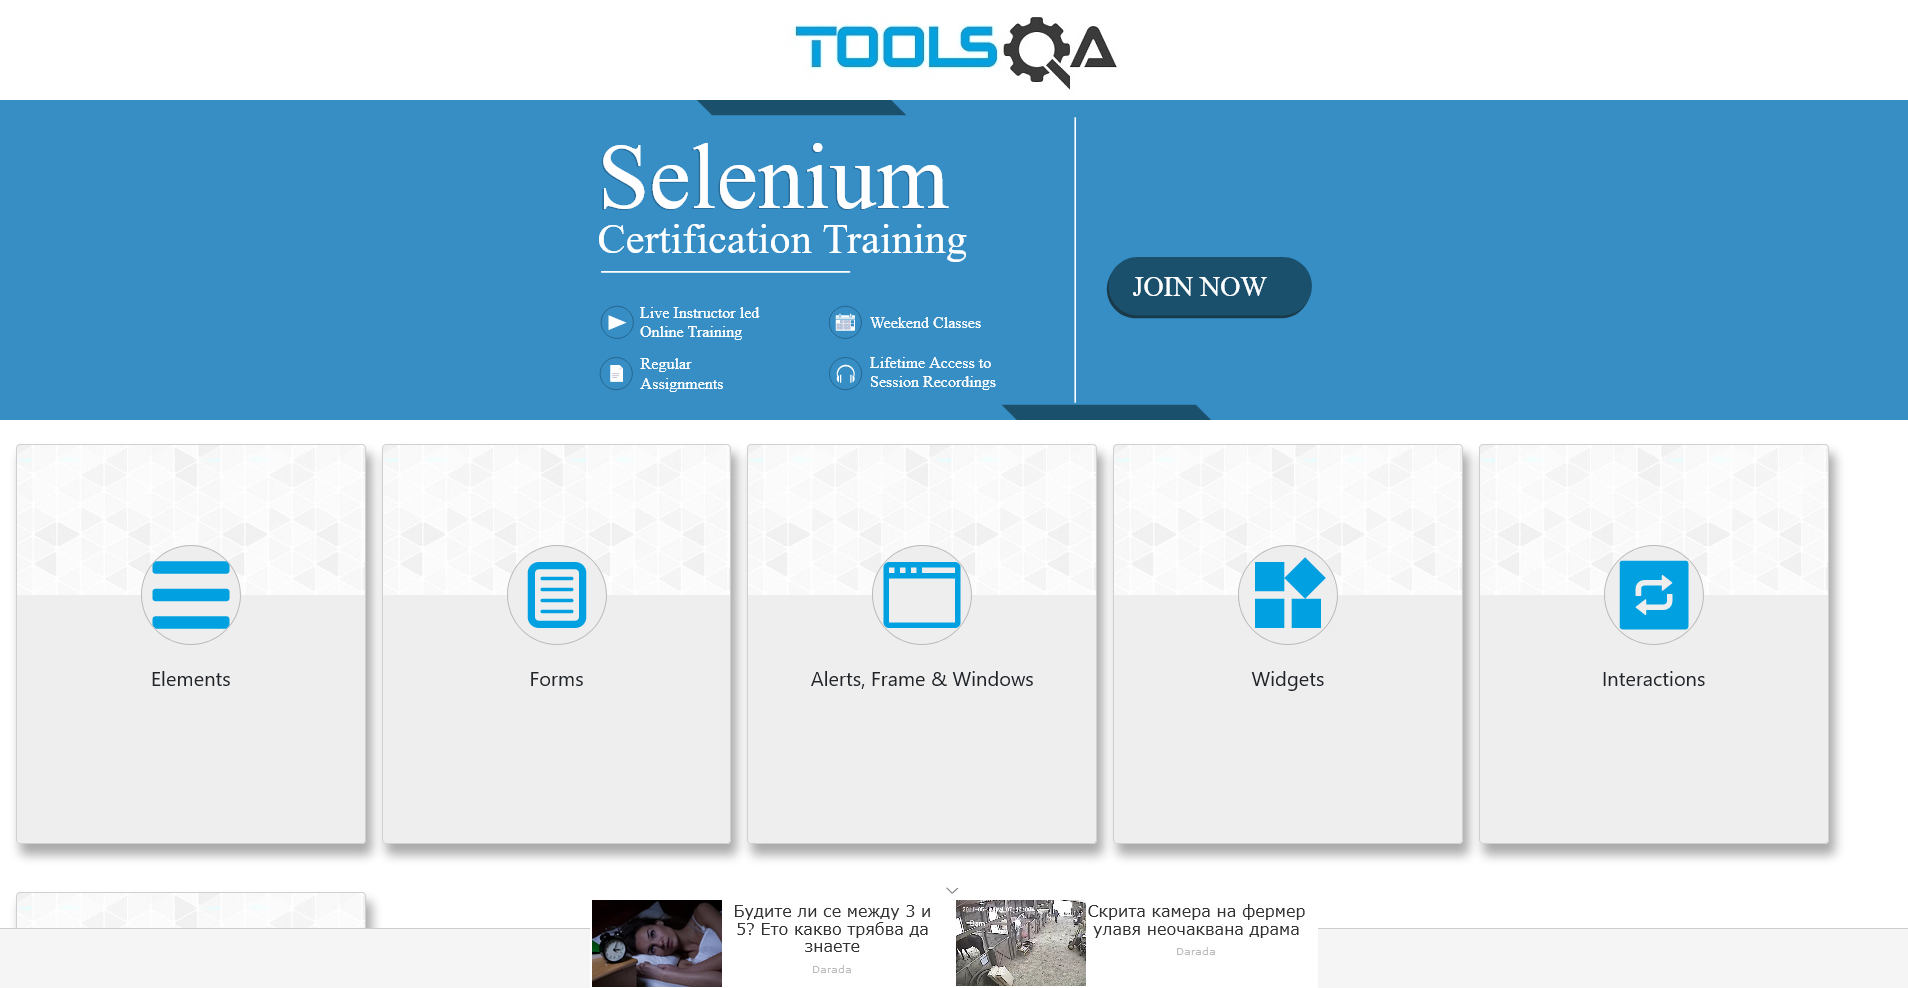 TOOLSQA
Selenium
Certification Training
JOIN NOW
Live Instructor led
Online Training
Weekend Classes
Regular
Assignments
Lifetime Access to
Session Recordings
Elements
Forms
Alerts, Frame & Windows
Widgets
Interactions
Будите ли се между 3 и
5? Ето какво трябва да
знаете
Darada
Скрита камера на фермер
улавя неочаквана драма
Darada